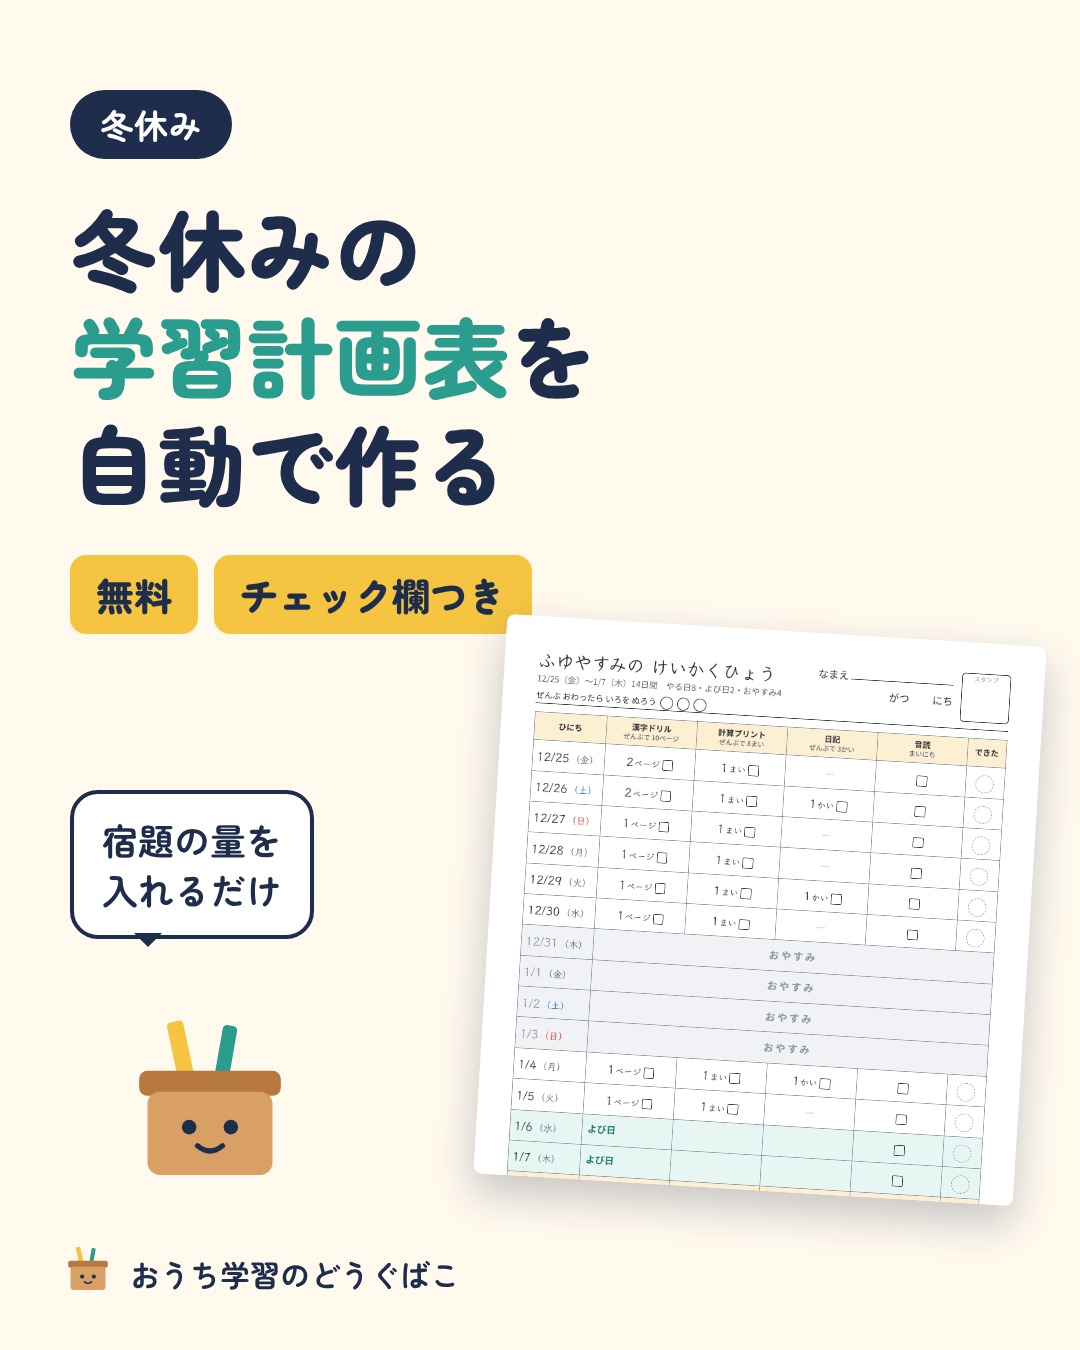 冬休み
冬休みの
学習計画表を
自動で作る
無料
チェック欄つき
宿題の量を
入れるだけ
ふゆやすみの けいかくひょう
12/25（金）〜1/7（木）14日間　やる日8・よび日2・おやすみ4
ぜんぶ おわったら いろを ぬろう
なまえ
がつ　にち
スタンプ
ひにち 漢字ドリル 計算プリント 日記 音読 できた
ぜんぶで 10ページ ぜんぶで 8まい ぜんぶで 3かい まいにち
12/25（金） 2ページ 1まい —
12/26（土） 2ページ 1まい 1かい
12/27（日） 1ページ 1まい —
12/28（月） 1ページ 1まい —
12/29（火） 1ページ 1まい 1かい
12/30（水） 1ページ 1まい —
12/31（木） おやすみ
1/1（金） おやすみ
1/2（土） おやすみ
1/3（日） おやすみ
1/4（月） 1ページ 1まい 1かい
1/5（火） 1ページ 1まい —
1/6（水） よび日
1/7（木） よび日
おうち学習のどうぐばこ